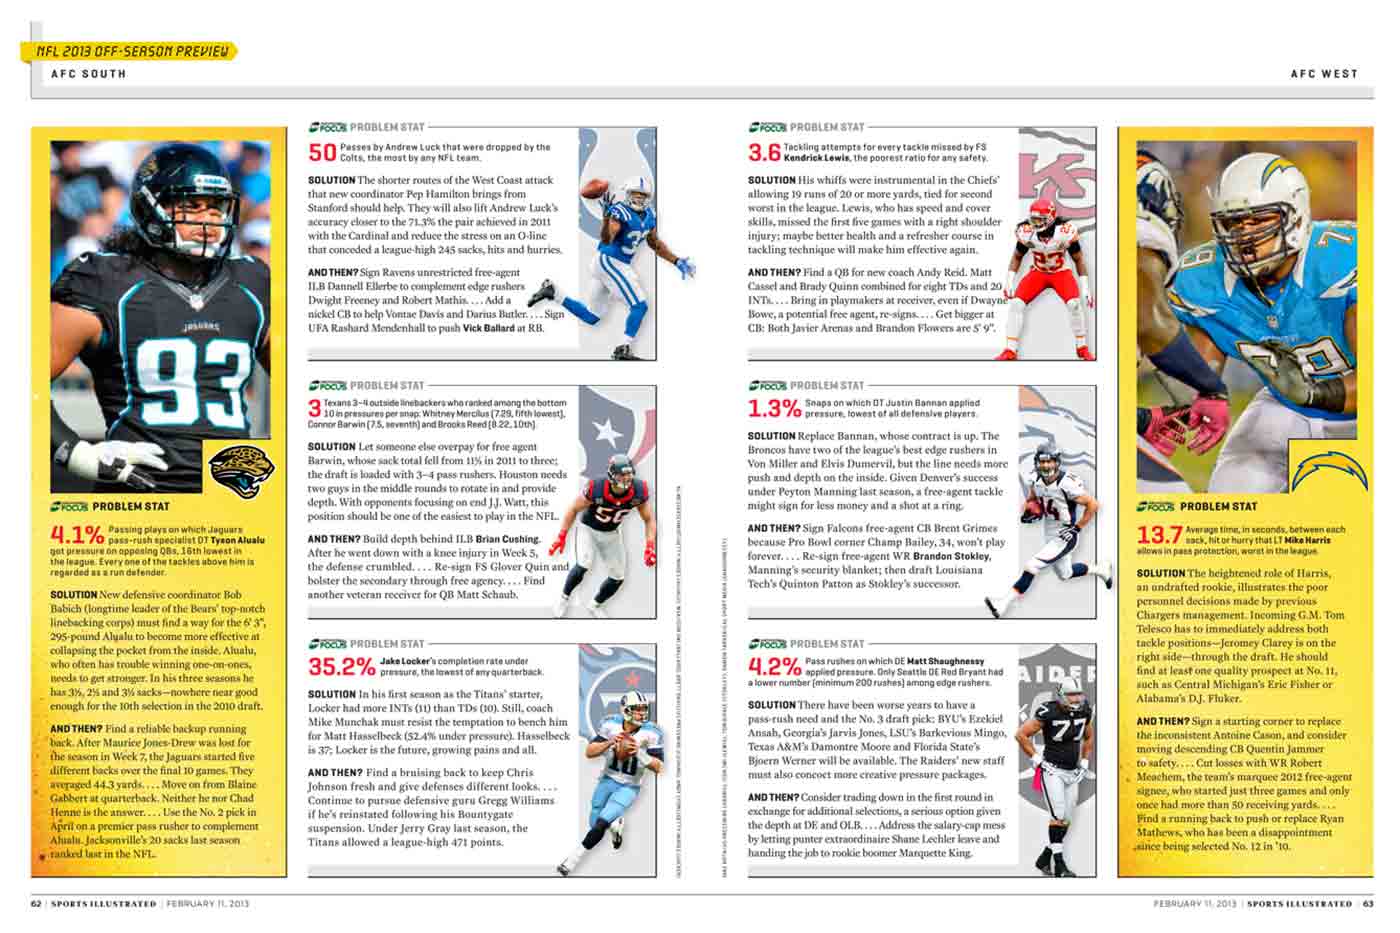 NFL 2013 OFF-SEASON PREVIEW
AFC SOUTH
AFC WEST
JAGUARS
93
FOCUS PROBLEM STAT
4.1% Passing plays on which Jaguars
pass-rush specialist DT Tyson Alualu
got pressure on opposing QBs, 16th lowest in
the league. Every one of the tackles above him is
regarded as a run defender.
SOLUTION New defensive coordinator Bob
Babich (longtime leader of the Bears' top-notch
linebacking corps) must find a way for the 6' 3",
295-pound Alualu to become more effective at
collapsing the pocket from the inside. Alualu,
who often has trouble winning one-on-ones,
needs to get stronger. In his three seasons he
has 3½, 2½ and 3½ sacks—nowhere near good
enough for the 10th selection in the 2010 draft.
AND THEN? Find a reliable backup running
back. After Maurice Jones-Drew was lost for
the season in Week 7, the Jaguars started five
different backs over the final 10 games. They
averaged 44.3 yards. . . . Move on from Blaine
Gabbert at quarterback. Neither he nor Chad
Henne is the answer. . . . Use the No. 2 pick in
April on a premier pass rusher to complement
Alualu. Jacksonville's 20 sacks last season
ranked last in the NFL.
FOCUS PROBLEM STAT
50 Passes by Andrew Luck that were dropped by the
Colts, the most by any NFL team.
SOLUTION The shorter routes of the West Coast attack
that new coordinator Pep Hamilton brings from
Stanford should help. They will also lift Andrew Luck's
accuracy closer to the 71.3% the pair achieved in 2011
with the Cardinal and reduce the stress on an O-line
that conceded a league-high 245 sacks, hits and hurries.
AND THEN? Sign Ravens unrestricted free-agent
ILB Dannell Ellerbe to complement edge rushers
Dwight Freeney and Robert Mathis. . . . Add a
nickel CB to help Vontae Davis and Darius Butler. . . . Sign
UFA Rashard Mendenhall to push Vick Ballard at RB.
FOCUS PROBLEM STAT
3 Texans 3–4 outside linebackers who ranked among the bottom
10 in pressures per snap: Whitney Mercilus (7.29, fifth lowest),
Connor Barwin (7.5, seventh) and Brooks Reed (8.22, 10th).
SOLUTION Let someone else overpay for free agent
Barwin, whose sack total fell from 11½ in 2011 to three;
the draft is loaded with 3–4 pass rushers. Houston needs
two guys in the middle rounds to rotate in and provide
depth. With opponents focusing on end J.J. Watt, this
position should be one of the easiest to play in the NFL.
AND THEN? Build depth behind ILB Brian Cushing.
After he went down with a knee injury in Week 5,
the defense crumbled. . . . Re-sign FS Glover Quin and
bolster the secondary through free agency. . . . Find
another veteran receiver for QB Matt Schaub.
FOCUS PROBLEM STAT
35.2% Jake Locker's completion rate under
pressure, the lowest of any quarterback.
SOLUTION In his first season as the Titans' starter,
Locker had more INTs (11) than TDs (10). Still, coach
Mike Munchak must resist the temptation to bench him
for Matt Hasselbeck (52.4% under pressure). Hasselbeck
is 37; Locker is the future, growing pains and all.
AND THEN? Find a bruising back to keep Chris
Johnson fresh and give defenses different looks. . . .
Continue to pursue defensive guru Gregg Williams
if he's reinstated following his Bountygate
suspension. Under Jerry Gray last season, the
Titans allowed a league-high 471 points.
FOCUS PROBLEM STAT
3.6 Tackling attempts for every tackle missed by FS
Kendrick Lewis, the poorest ratio for any safety.
SOLUTION His whiffs were instrumental in the Chiefs'
allowing 19 runs of 20 or more yards, tied for second
worst in the league. Lewis, who has speed and cover
skills, missed the first five games with a right shoulder
injury; maybe better health and a refresher course in
tackling technique will make him effective again.
AND THEN? Find a QB for new coach Andy Reid. Matt
Cassel and Brady Quinn combined for eight TDs and 20
INTs. . . . Bring in playmakers at receiver, even if Dwayne
Bowe, a potential free agent, re-signs. . . . Get bigger at
CB: Both Javier Arenas and Brandon Flowers are 5' 9".
23
FOCUS PROBLEM STAT
1.3% Snaps on which DT Justin Bannan applied
pressure, lowest of all defensive players.
SOLUTION Replace Bannan, whose contract is up. The
Broncos have two of the league's best edge rushers in
Von Miller and Elvis Dumervil, but the line needs more
push and depth on the inside. Given Denver's success
under Peyton Manning last season, a free-agent tackle
might sign for less money and a shot at a ring.
AND THEN? Sign Falcons free-agent CB Brent Grimes
because Pro Bowl corner Champ Bailey, 34, won't play
forever. . . . Re-sign free-agent WR Brandon Stokley,
Manning's security blanket; then draft Louisiana
Tech's Quinton Patton as Stokley's successor.
FOCUS PROBLEM STAT
4.2% Pass rushes on which DE Matt Shaughnessy
applied pressure. Only Seattle DE Red Bryant had
a lower number (minimum 200 rushes) among edge rushers.
SOLUTION There have been worse years to have a
pass-rush need and the No. 3 draft pick: BYU's Ezekiel
Ansah, Georgia's Jarvis Jones, LSU's Barkevious Mingo,
Texas A&M's Damontre Moore and Florida State's
Bjoern Werner will be available. The Raiders' new staff
must also concoct more creative pressure packages.
AND THEN? Consider trading down in the first round in
exchange for additional selections, a serious option given
the depth at DE and OLB. . . . Address the salary-cap mess
by letting punter extraordinaire Shane Lechler leave and
handing the job to rookie boomer Marquette King.
77
FOCUS PROBLEM STAT
13.7 Average time, in seconds, between each
sack, hit or hurry that LT Mike Harris
allows in pass protection, worst in the league.
SOLUTION The heightened role of Harris,
an undrafted rookie, illustrates the poor
personnel decisions made by previous
Chargers management. Incoming G.M. Tom
Telesco has to immediately address both
tackle positions—Jeromey Clarey is on the
right side—through the draft. He should
find at least one quality prospect at No. 11,
such as Central Michigan's Eric Fisher or
Alabama's D.J. Fluker.
AND THEN? Sign a starting corner to replace
the inconsistent Antoine Cason, and consider
moving descending CB Quentin Jammer
to safety. . . . Cut losses with WR Robert
Meachem, the team's marquee 2012 free-agent
signee, who started just three games and only
once had more than 50 receiving yards. . . .
Find a running back to push or replace Ryan
Mathews, who has been a disappointment
since being selected No. 12 in '10.
62 | SPORTS ILLUSTRATED | FEBRUARY 11, 2013
FEBRUARY 11, 2013 | SPORTS ILLUSTRATED | 63